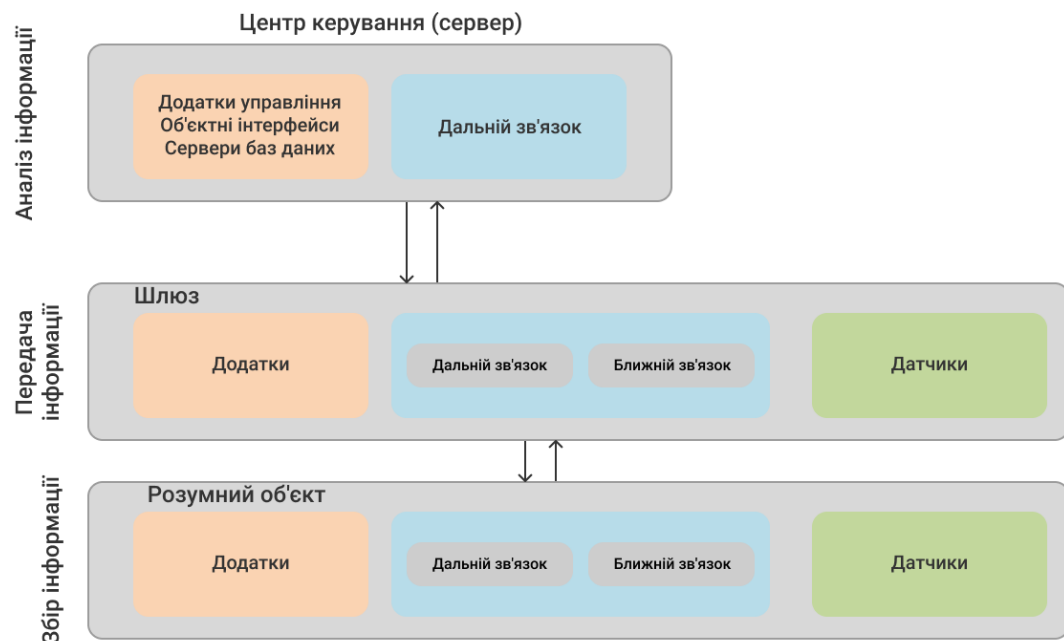 Центр керування (сервер)
Аналіз інформації
Додатки управління
Об'єктні інтерфейси
Сервери баз даних
Дальній зв'язок
Передача
інформації
Шлюз
Додатки
Дальній зв'язок
Ближній зв'язок
Датчики
Збір інформації
Розумний об'єкт
Додатки
Дальній зв'язок
Ближній зв'язок
Датчики